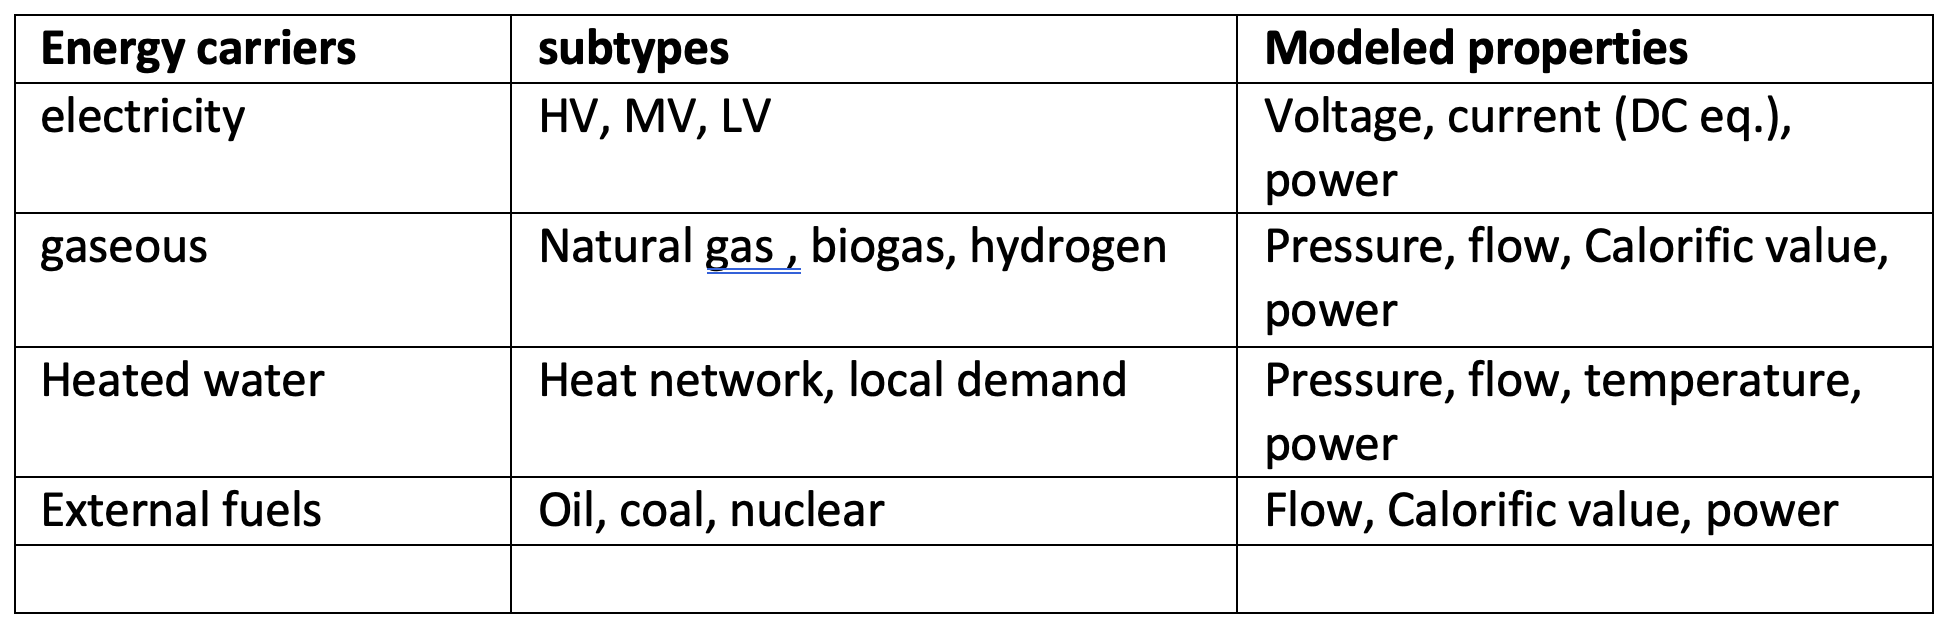 Energy carriers subtypes Modeled properties
electricity HV, MV, LV Voltage, current (DC eq.),
power
gaseous Natural gas , biogas, hydrogen Pressure, flow, Calorific value,
power
Heated water Heat network, local demand Pressure, flow, temperature,
power
External fuels Oil, coal, nuclear Flow, Calorific value, power